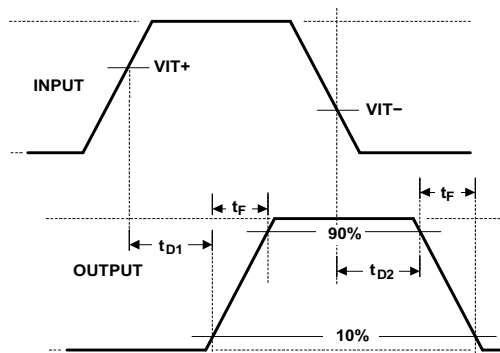 VIT+
INPUT
VIT−
tF
tF
tD1
90%
OUTPUT
tD2
10%